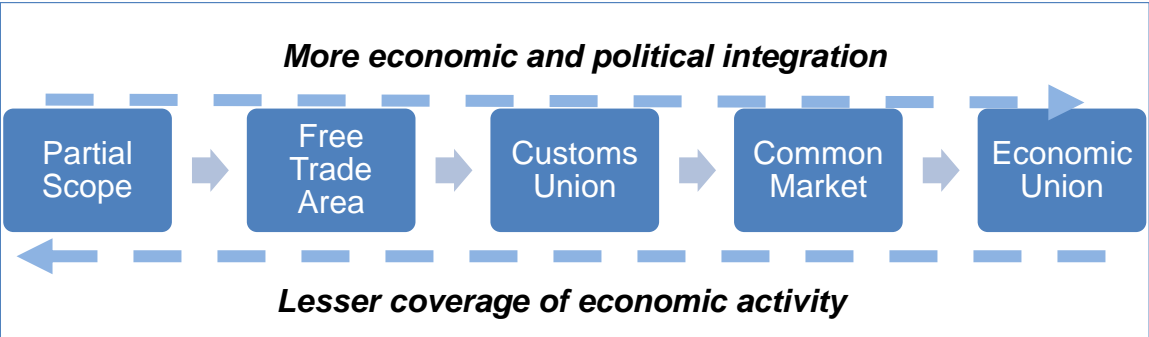 More economic and political integration
Partial
Scope
Free
Trade
Area
Customs
Union
Common
Market
Economic
Union
Lesser coverage of economic activity